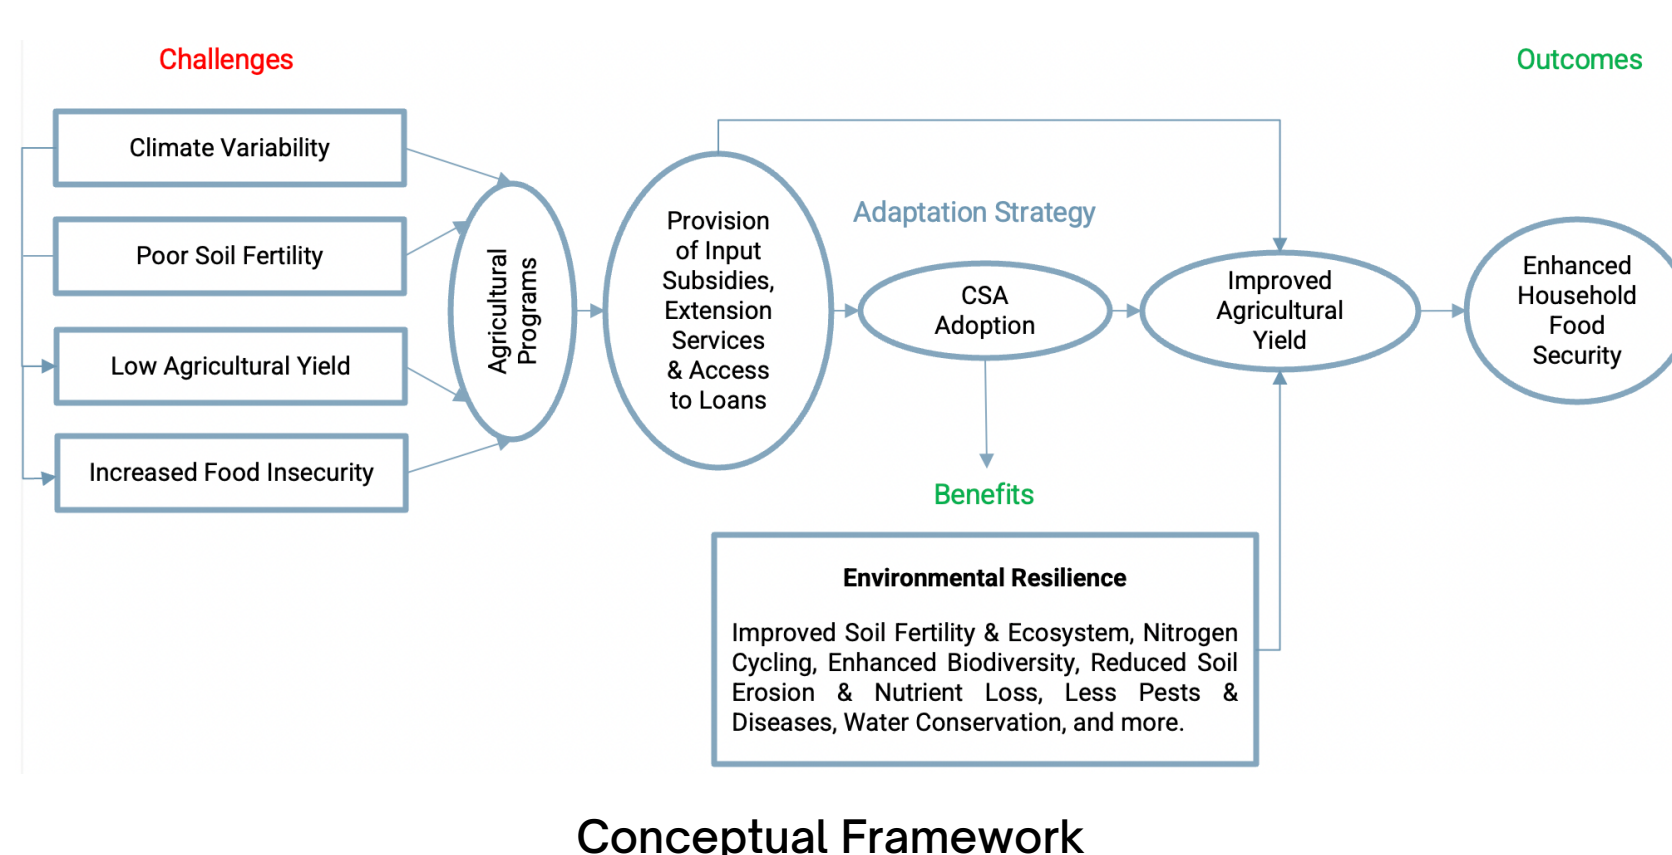 Challenges
Outcomes
Climate Variability
Poor Soil Fertility
Low Agricultural Yield
Increased Food Insecurity
Agricultural
Programs
Provision
of Input
Subsidies,
Extension
Services
& Access
to Loans
Adaptation Strategy
CSA
Adoption
Improved
Agricultural
Yield
Enhanced
Household
Food
Security
Benefits
Environmental Resilience
Improved Soil Fertility & Ecosystem, Nitrogen
Cycling, Enhanced Biodiversity, Reduced Soil
Erosion & Nutrient Loss, Less Pests &
Diseases, Water Conservation, and more.
Conceptual Framework